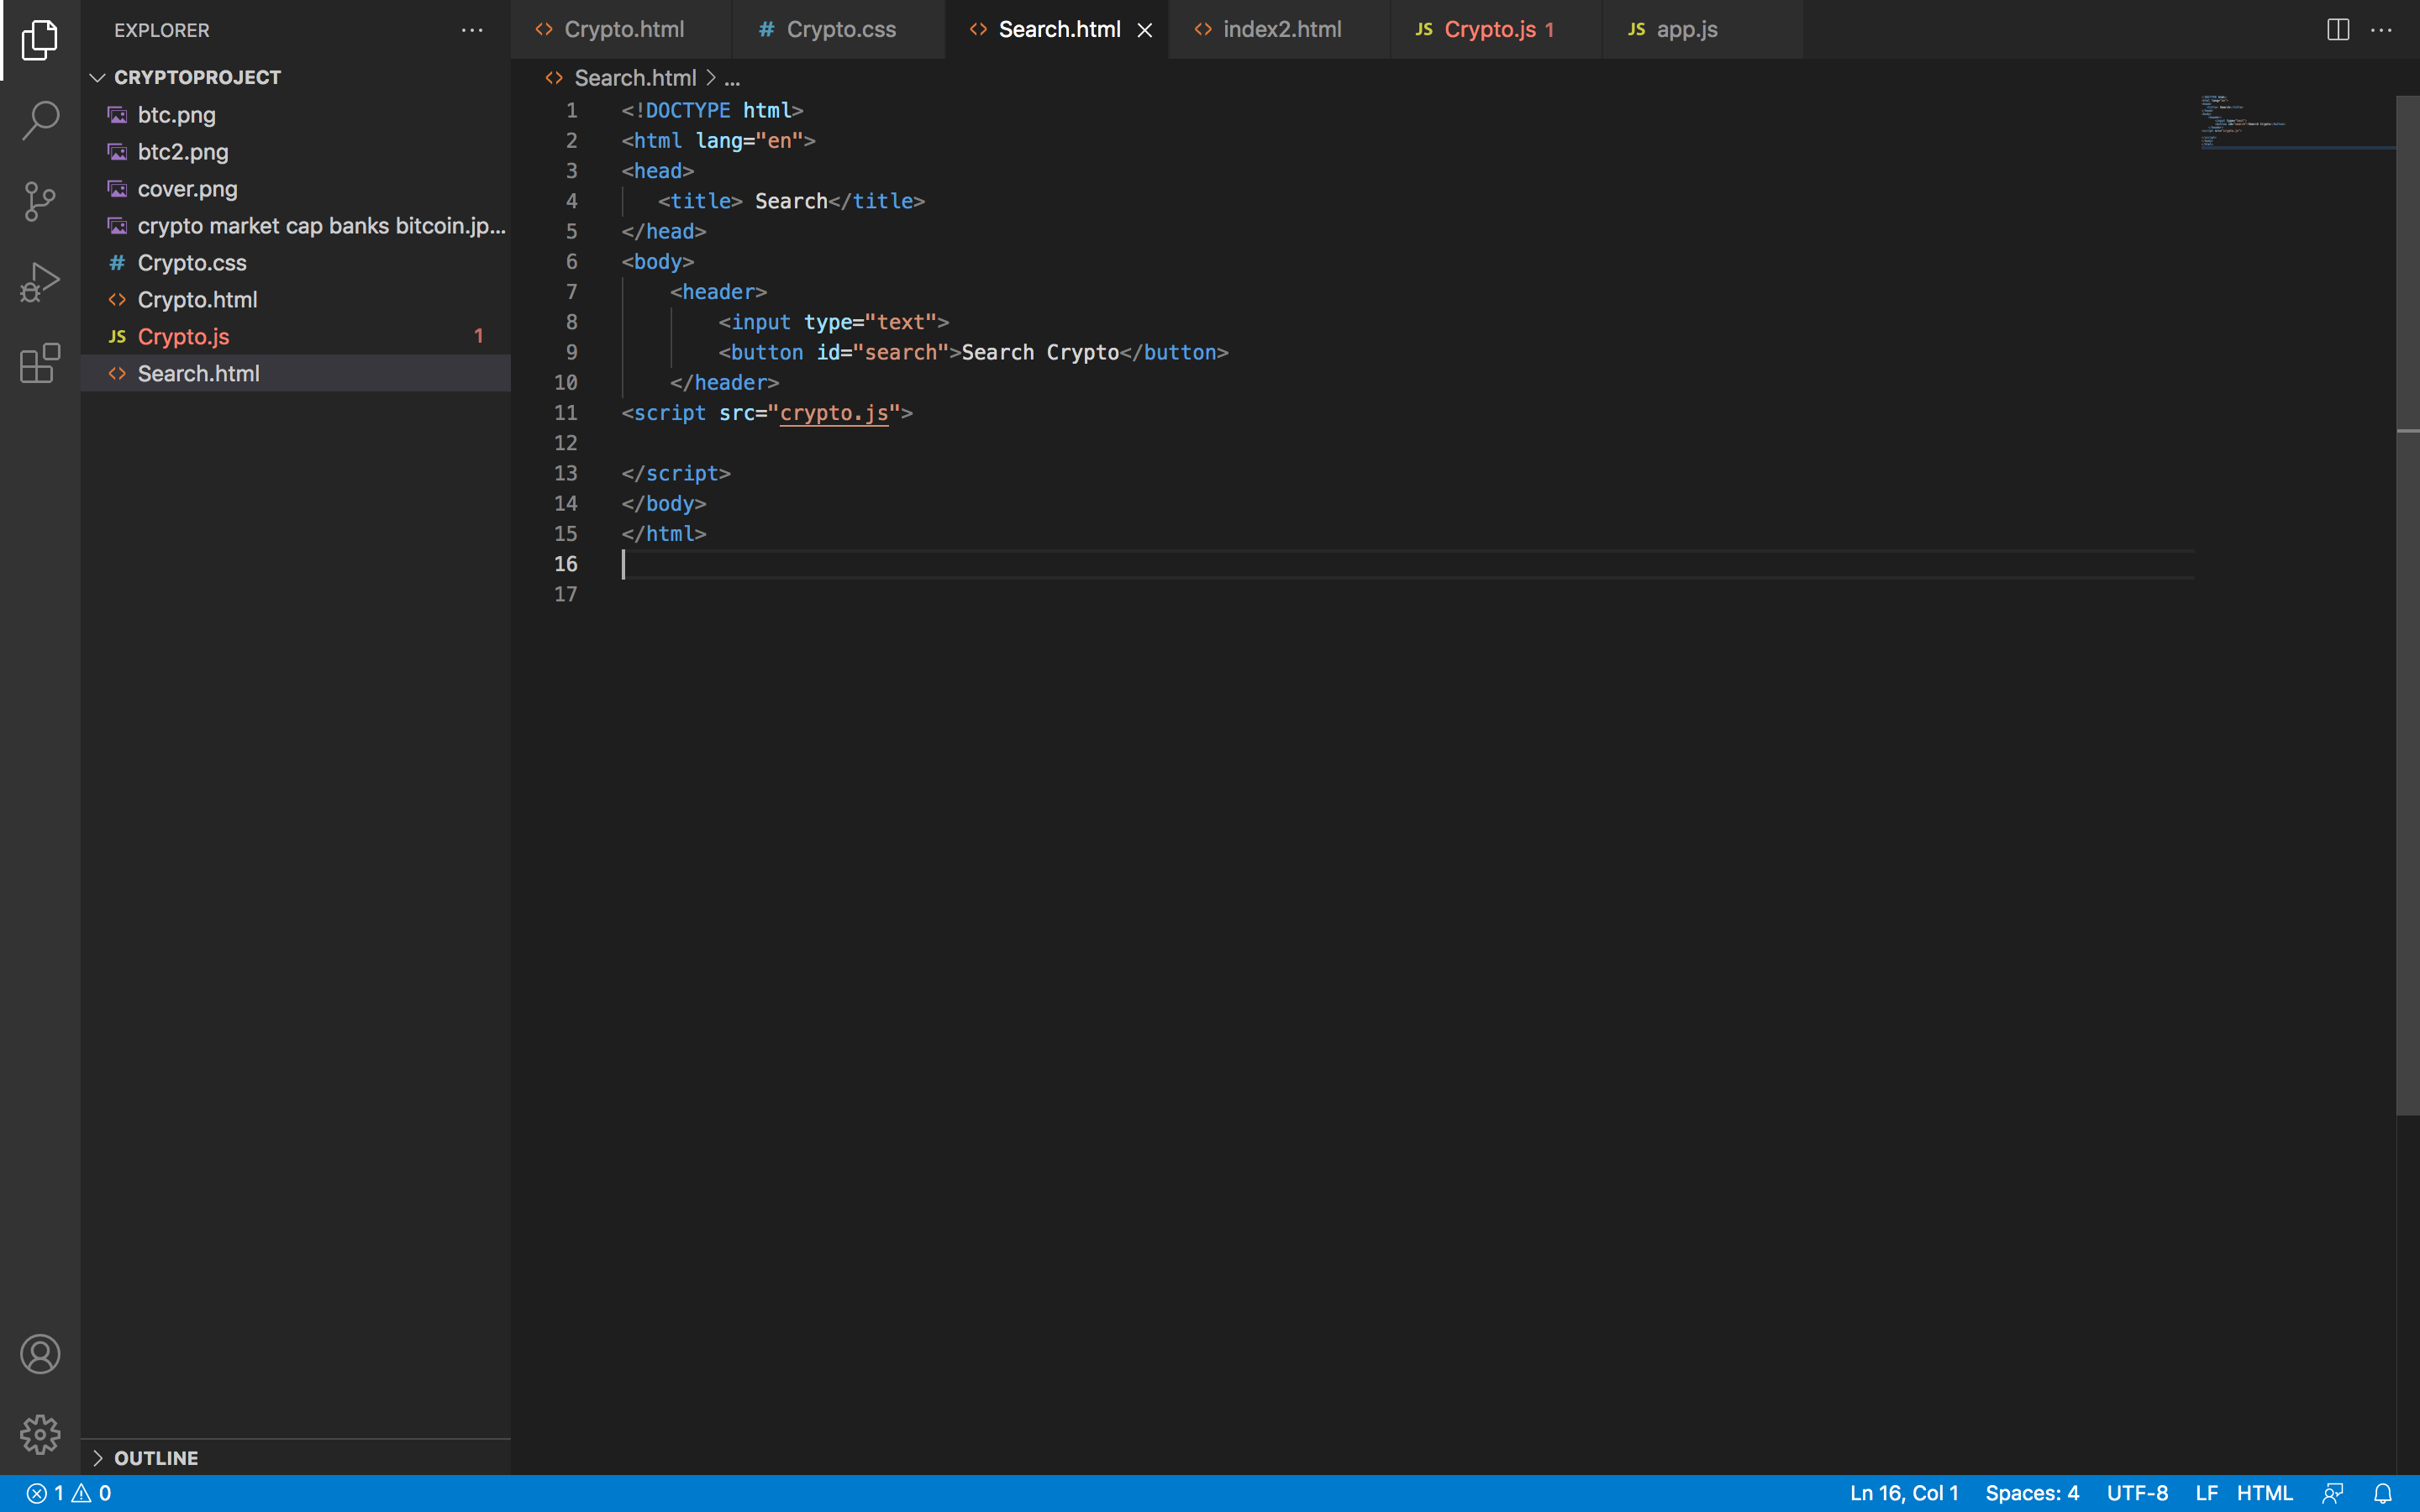 EXPLORER
CRYPTOPROJECT
btc.png
btc2.png
cover.png
crypto market cap banks bitcoin.jp...
Crypto.css
Crypto.html
JS Crypto.js 1
Search.html
OUTLINE
Crypto.html
# Crypto.css
Search.html
index2.html
JS Crypto.js 1
JS app.js
Search.html > ...
1 <!DOCTYPE html>
2 <html lang="en">
3 <head>
4 <title> Search</title>
5 </head>
6 <body>
7 <header>
8 <input type="text">
9 <button id="search">Search Crypto</button>
10 </header>
11 <script src="crypto.js">
12
13 </script>
14 </body>
15 </html>
16
17
1 0
Ln 16, Col 1 Spaces: 4 UTF-8 LF HTML